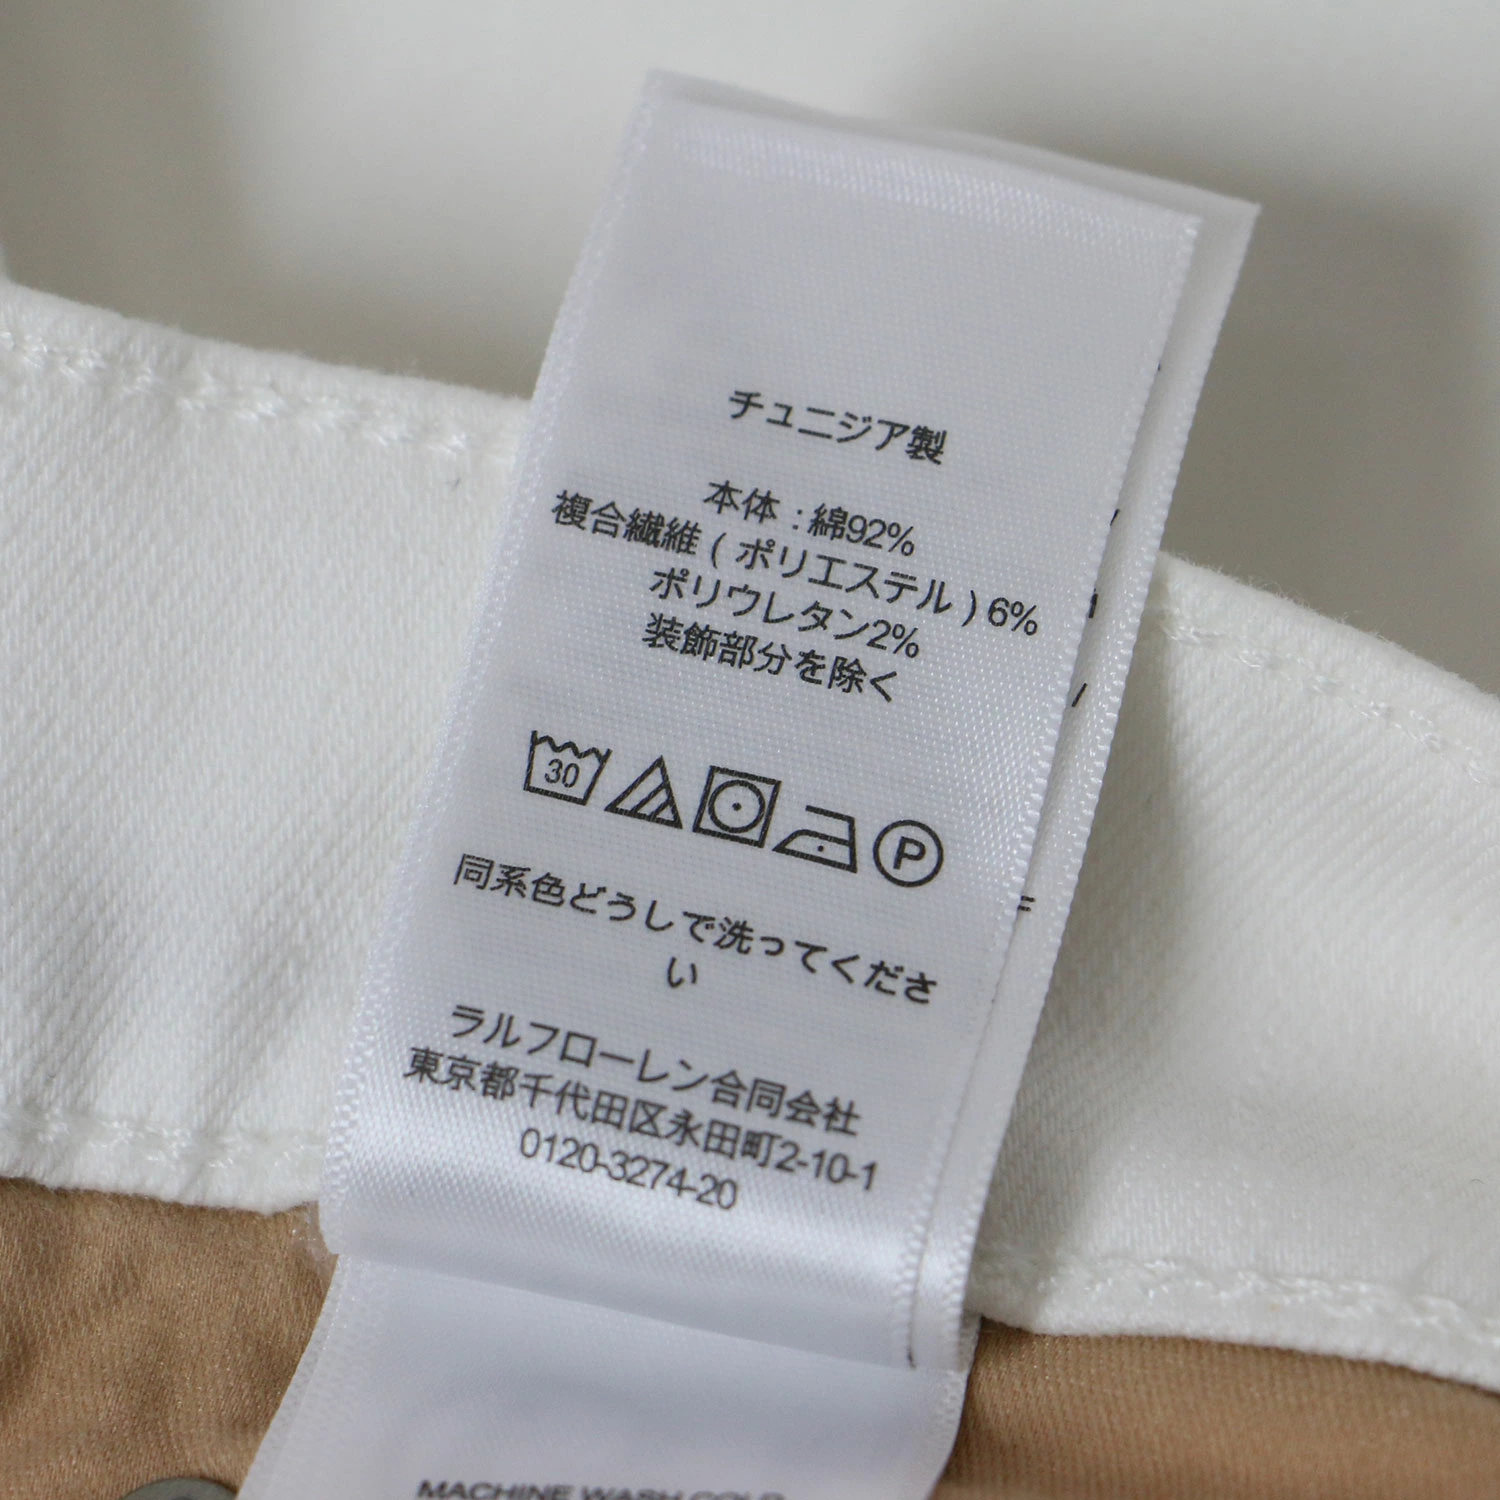 チュニジア製
本体 : 綿92%
複合繊維 ( ポリエステル ) 6%
ポリウレタン2%
装飾部分を除く
30
P
同系色どうしで洗ってくださ
い
ラルフローレン合同会社
東京都千代田区永田町2-10-1
0120-3274-20
MACHINE WASH COLD